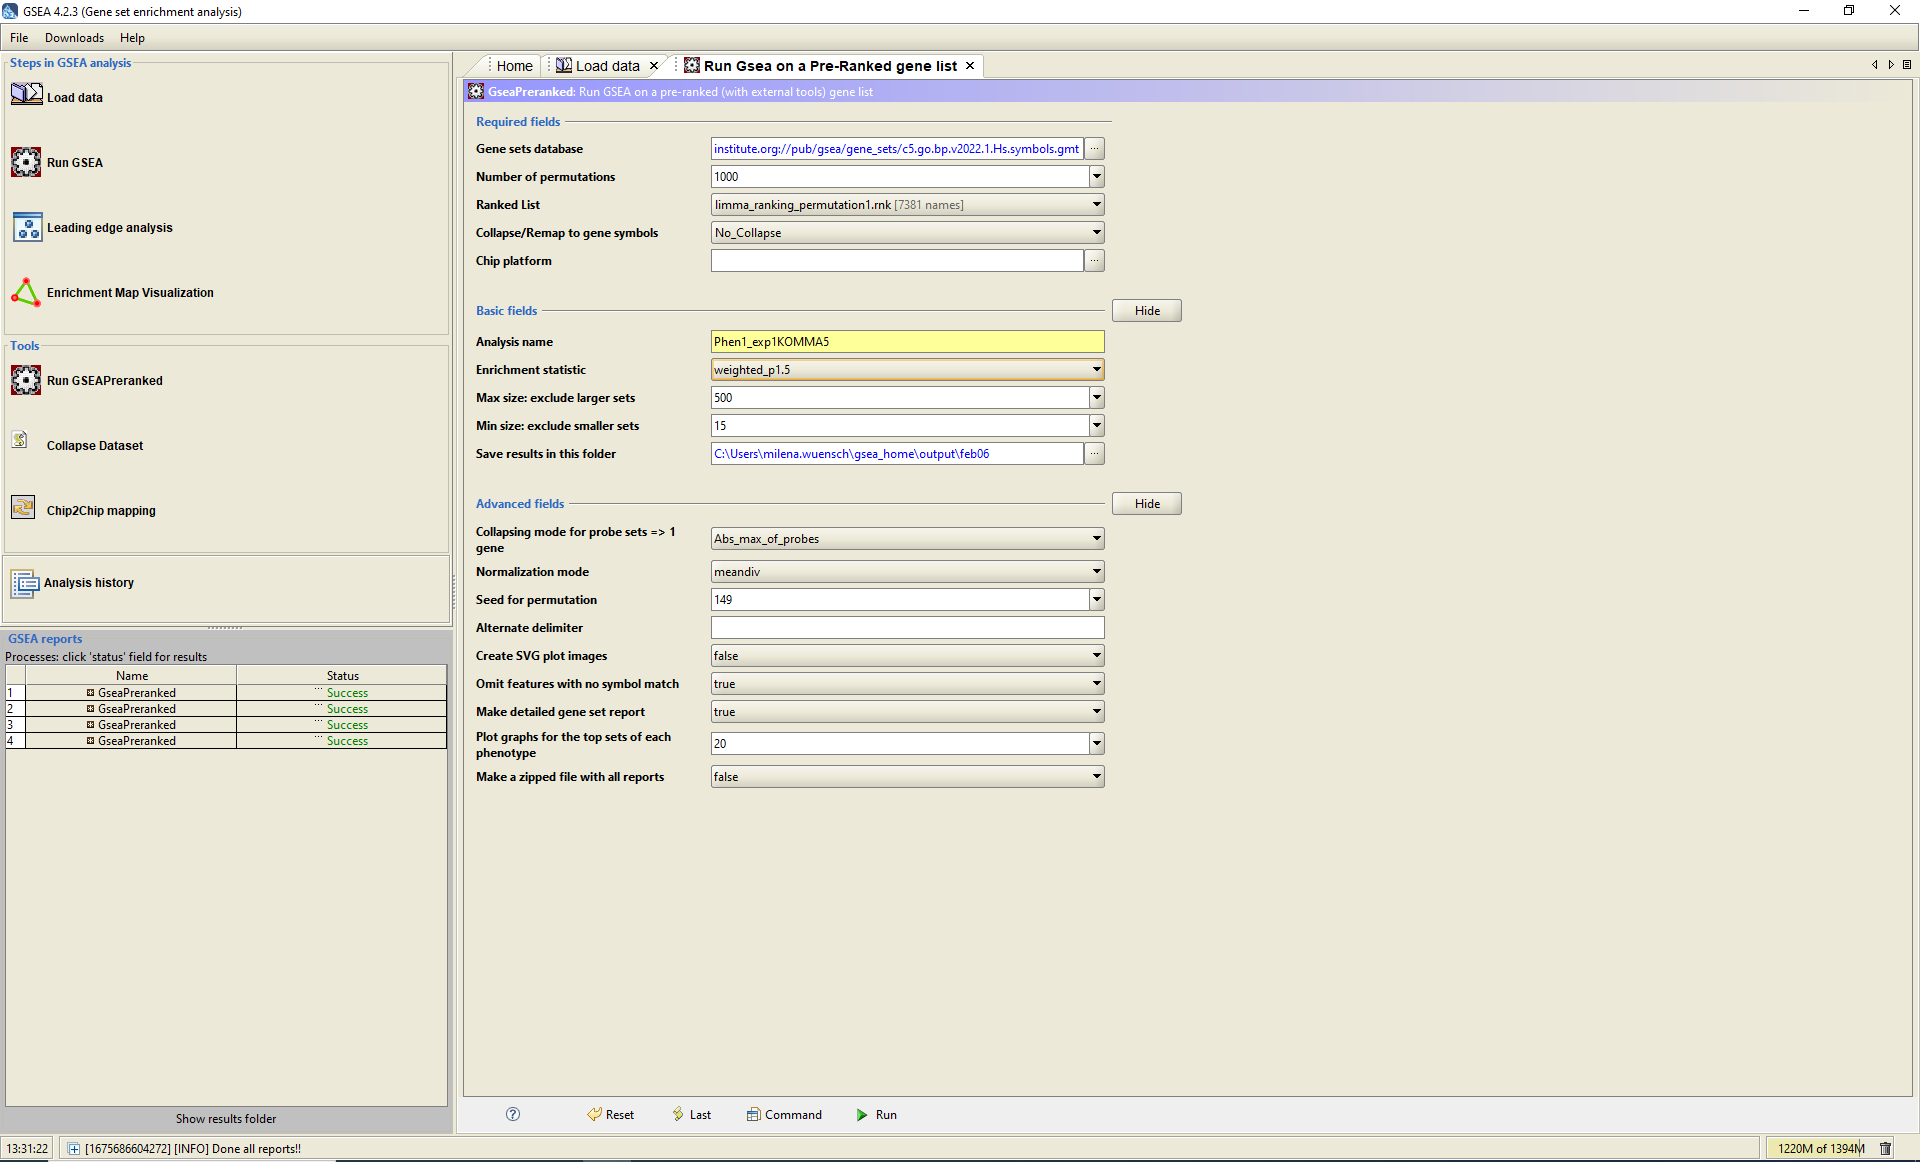 GSEA 4.2.3 (Gene set enrichment analysis)
File Downloads Help
Steps in GSEA analysis
Load data
Run GSEA
Leading edge analysis
Enrichment Map Visualization
Tools
Run GSEAPreranked
Collapse Dataset
Chip2Chip mapping
Analysis history
GSEA reports
Processes: click 'status' field for results
Name Status
1 GseaPreranked ... Success
2 GseaPreranked ... Success
3 GseaPreranked ... Success
4 GseaPreranked ... Success
Show results folder
Home Load data Run Gsea on a Pre-Ranked gene list
GseaPreranked: Run GSEA on a pre-ranked (with external tools) gene list
Required fields
Gene sets database institute.org://pub/gsea/gene_sets/c5.go.bp.v2022.1.Hs.symbols.gmt ...
Number of permutations 1000
Ranked List limma_ranking_permutation1.rnk [7381 names]
Collapse/Remap to gene symbols No_Collapse
Chip platform ...
Basic fields Hide
Analysis name Phen1_exp1KOMMA5
Enrichment statistic weighted_p1.5
Max size: exclude larger sets 500
Min size: exclude smaller sets 15
Save results in this folder C:\Users\milena.wuensch\gsea_home\output\feb06 ...
Advanced fields Hide
Collapsing mode for probe sets => 1 gene Abs_max_of_probes
Normalization mode meandiv
Seed for permutation 149
Alternate delimiter
Create SVG plot images false
Omit features with no symbol match true
Make detailed gene set report true
Plot graphs for the top sets of each phenotype 20
Make a zipped file with all reports false
? Reset Last Command Run
13:31:22 [1675686604272] [INFO] Done all reports!! 1220M of 1394M